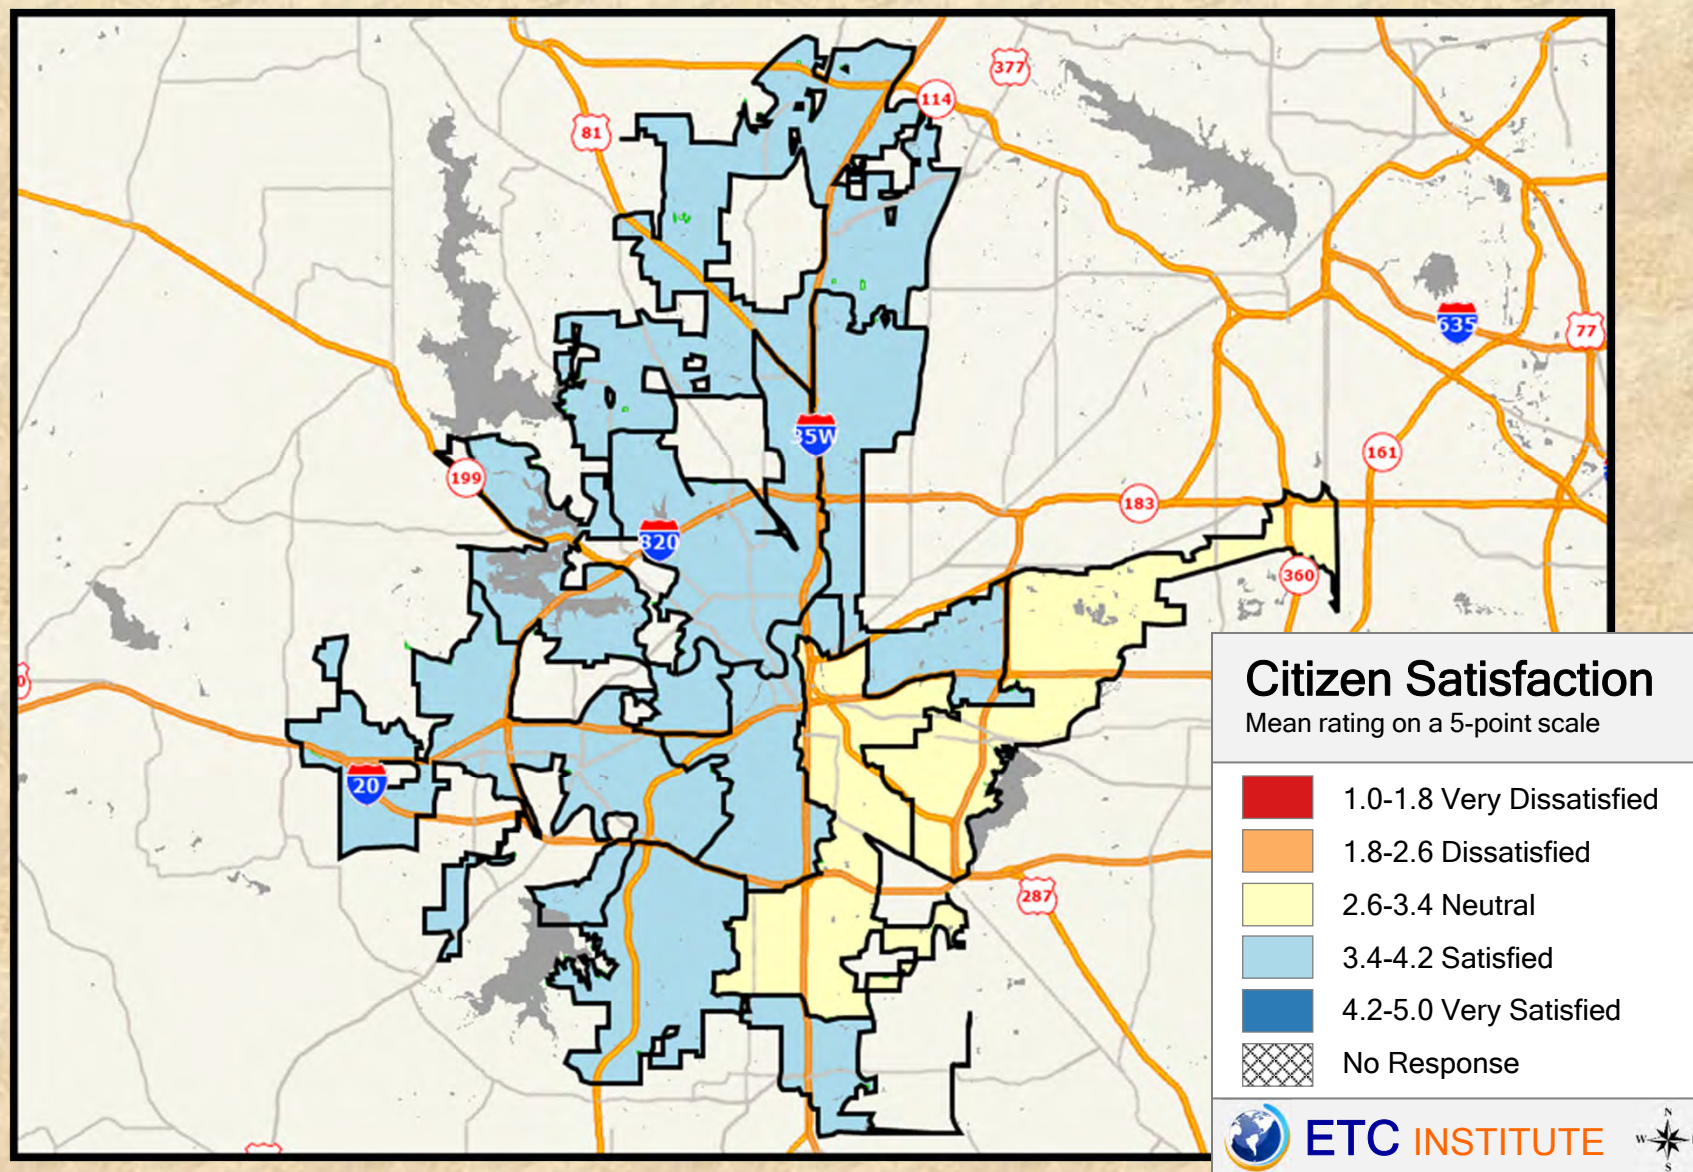 377
114
81
635
77
35W
161
199
183
820
360
Citizen Satisfaction
Mean rating on a 5-point scale
20
1.0-1.8 Very Dissatisfied
1.8-2.6 Dissatisfied
287
2.6-3.4 Neutral
3.4-4.2 Satisfied
4.2-5.0 Very Satisfied
No Response
ETC INSTITUTE
N
W
S